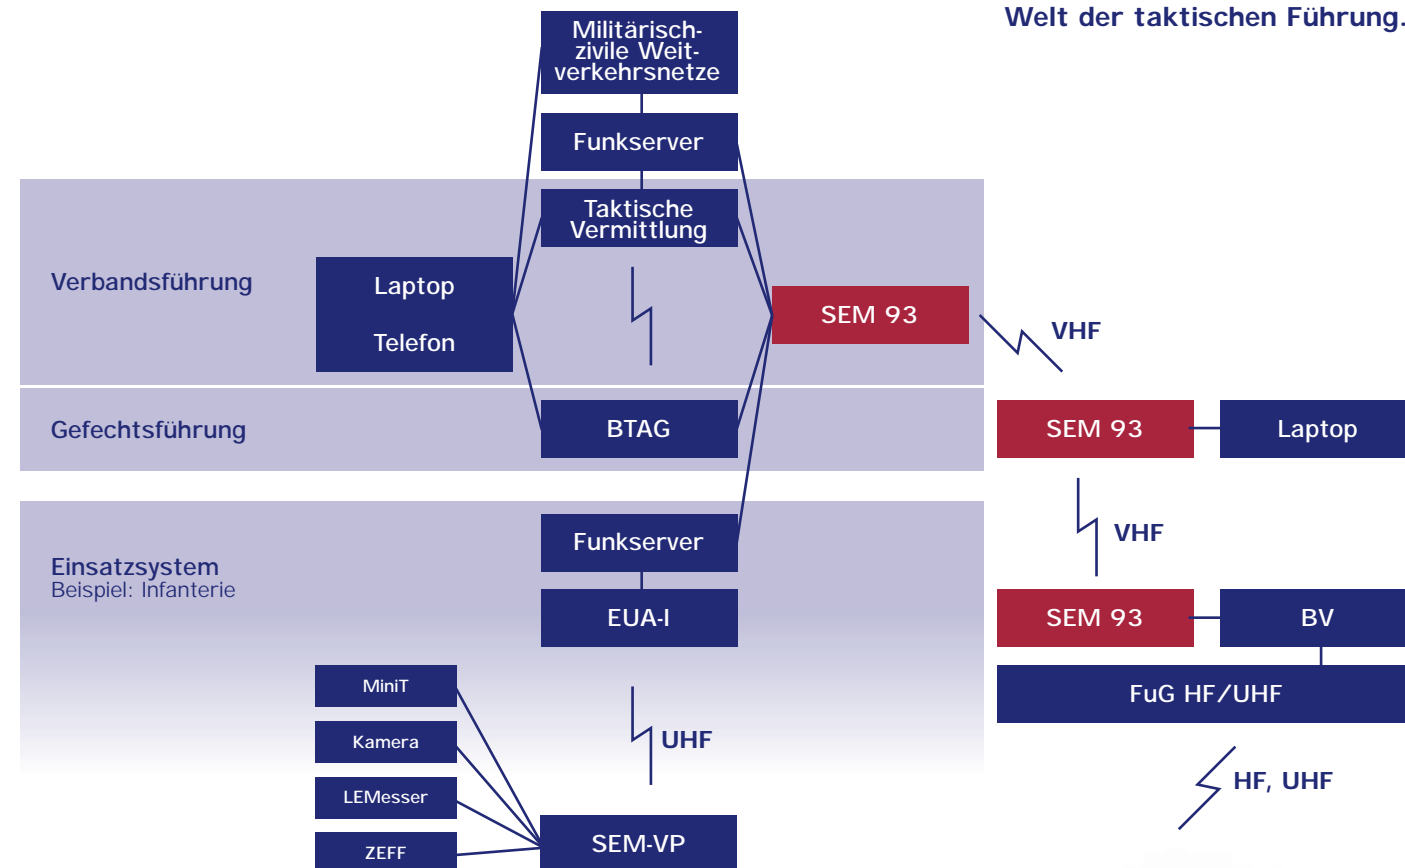 Welt der taktischen Führung.
Militärisch-
zivile Weit-
verkehrsnetze
Funkserver
Taktische
Vermittlung
Verbandsführung
Laptop
Telefon
SEM 93
VHF
Gefechtsführung
BTAG
SEM 93
Laptop
VHF
Funkserver
Einsatzsystem
Beispiel: Infanterie
EUA-I
SEM 93
BV
FuG HF/UHF
MiniT
Kamera
UHF
LEMesser
HF, UHF
ZEFF
SEM-VP